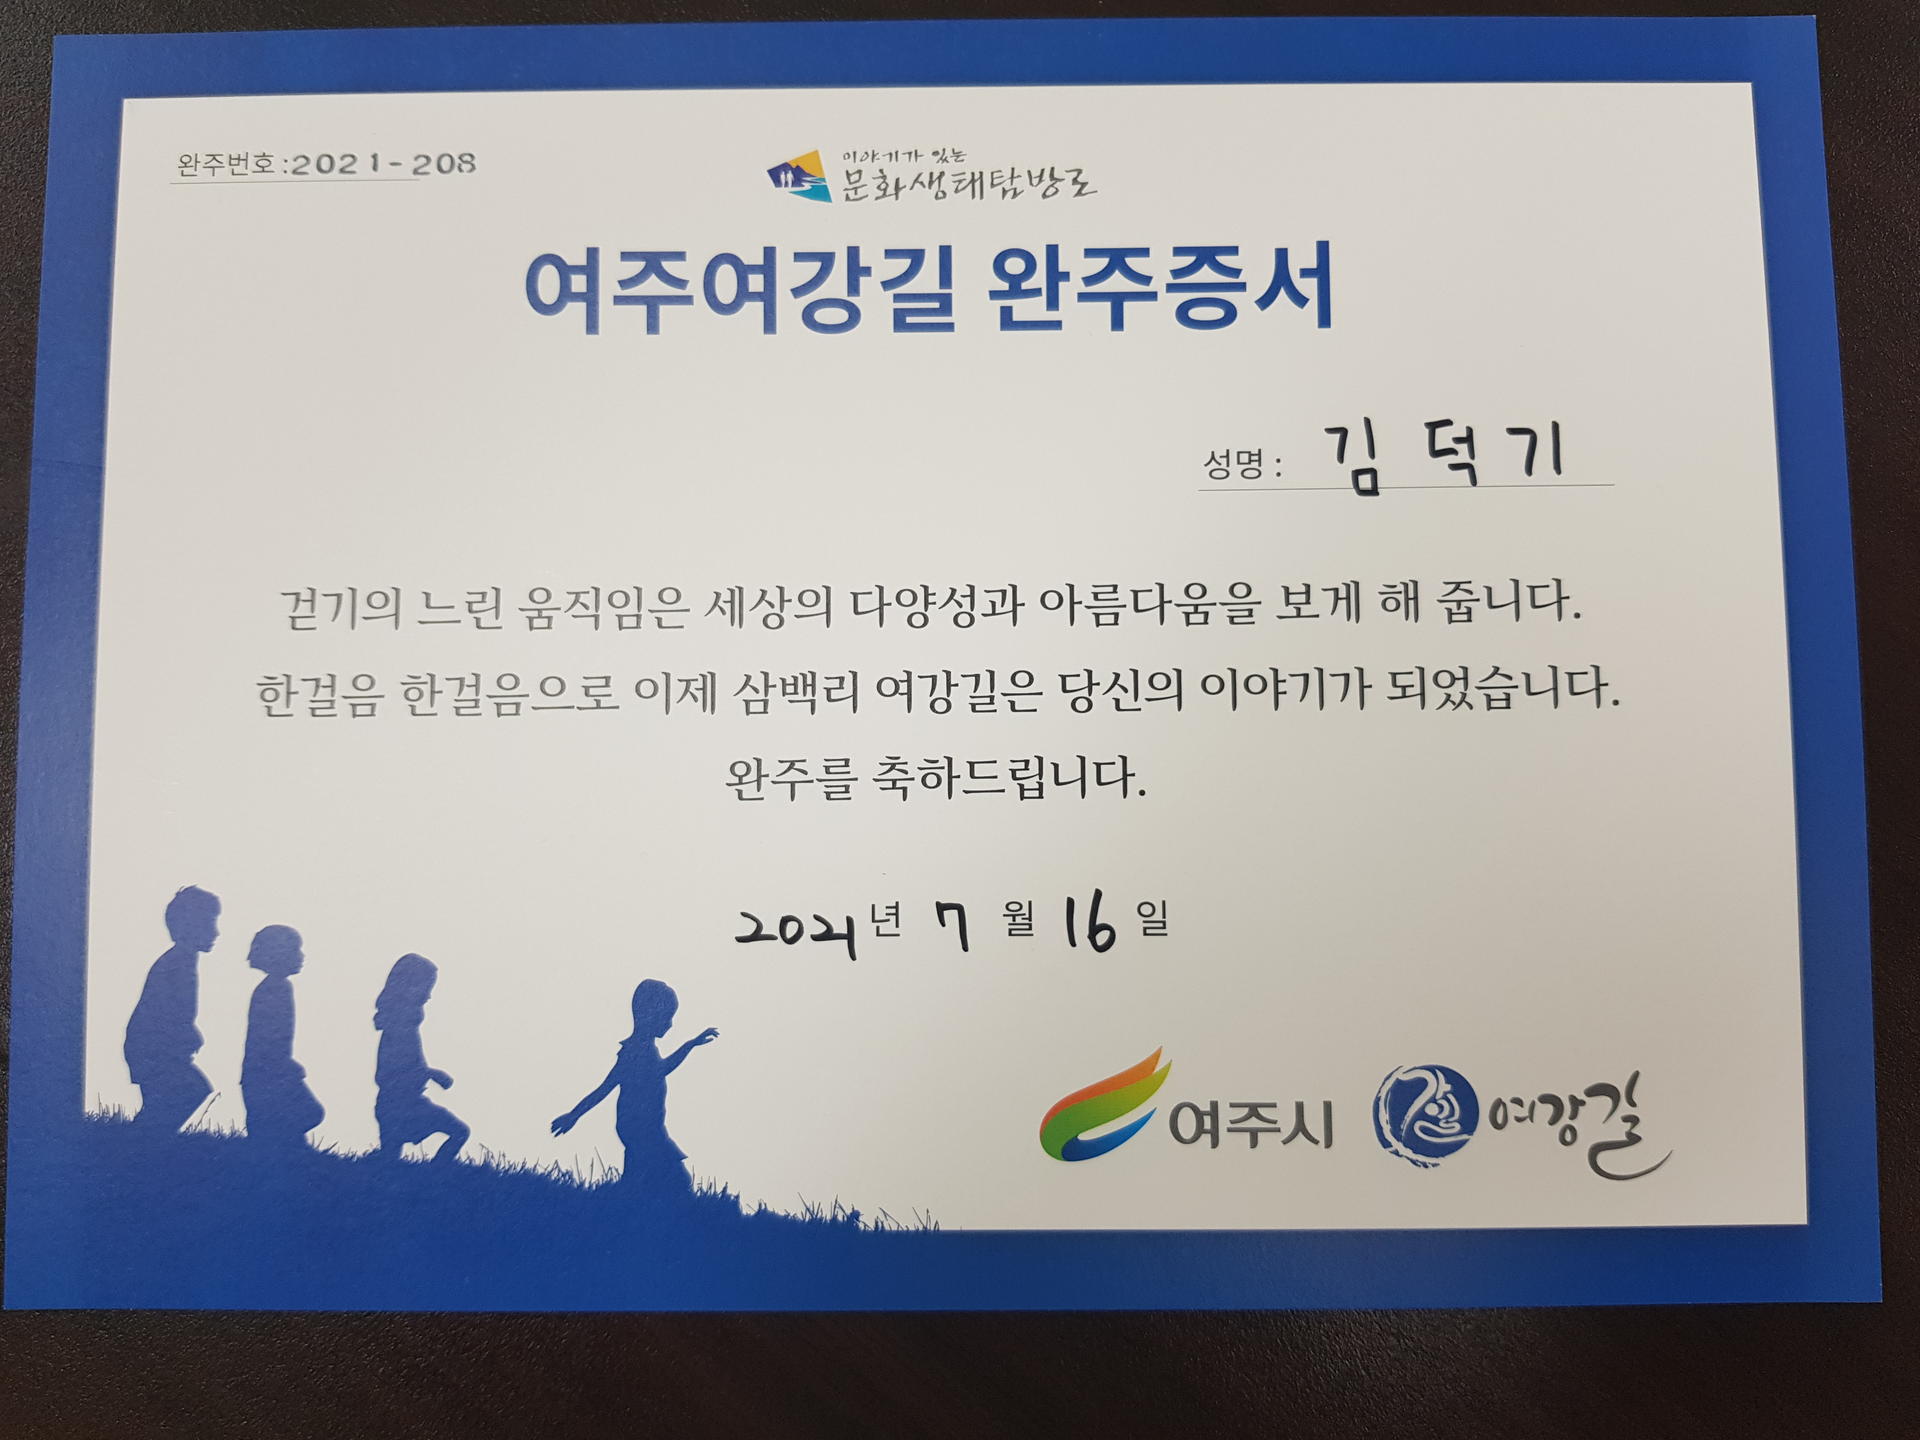 완주번호 :2021-208
이야기가 있는
문화생태탐방로
여주여강길 완주증서
성명 : 김 덕 기
걷기의 느린 움직임은 세상의 다양성과 아름다움을 보게 해 줍니다.
한걸음 한걸음으로 이제 삼백리 여강길은 당신의 이야기가 되었습니다.
완주를 축하드립니다.
2021년 7 월 16 일
여주시 여강길